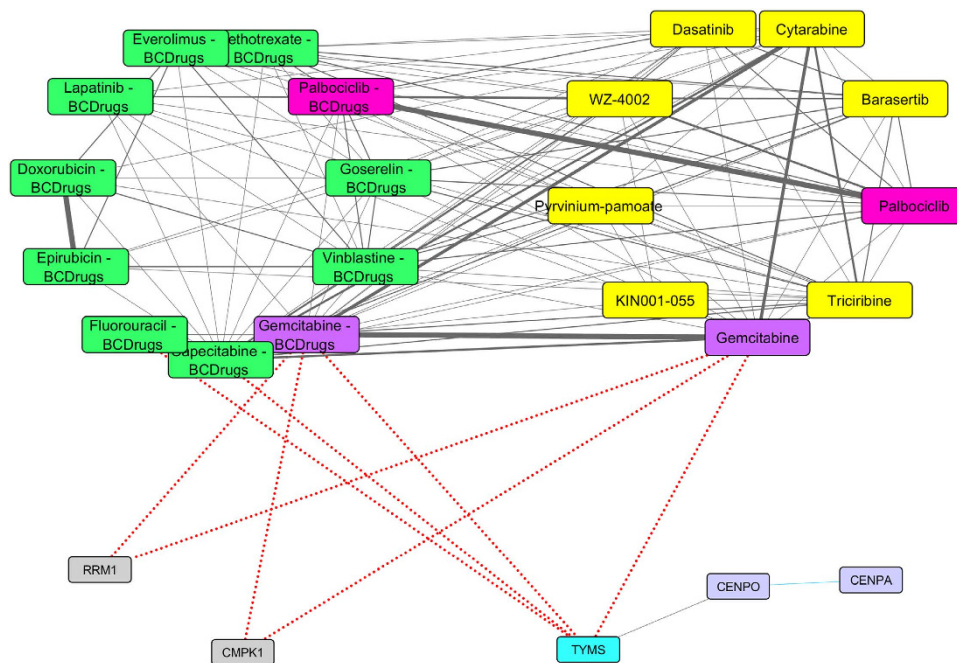 Everolimus -
BCDrugs
ethotrexate -
BCDrugs
Dasatinib
Cytarabine
Lapatinib -
BCDrugs
Palbociclib -
BCDrugs
WZ-4002
Barasertib
Doxorubicin -
BCDrugs
Goserelin -
BCDrugs
Pyrvinium-pamoate
Palbociclib
Epirubicin -
BCDrugs
Vinblastine -
BCDrugs
KIN001-055
Triciribine
Fluorouracil -
BCDrugs
Gemcitabine -
BCDrugs
Gemcitabine
apecitabine -
BCDrugs
RRM1
CENPO
CENPA
CMPK1
TYMS